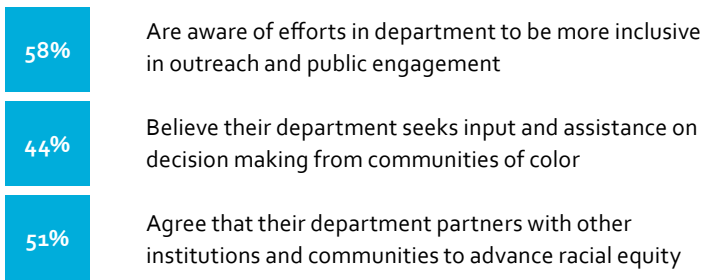 58%
Are aware of efforts in department to be more inclusive
in outreach and public engagement
44%
Believe their department seeks input and assistance on
decision making from communities of color
51%
Agree that their department partners with other
institutions and communities to advance racial equity